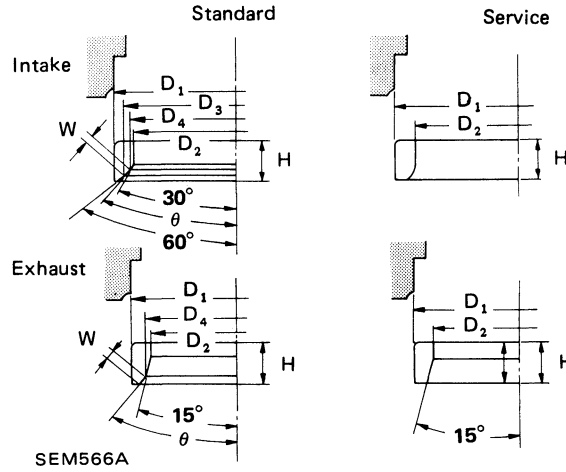 Standard
Service
Intake
D₁
D₃
D₄
W
D₂
H
30°
θ
60°
D₁
D₂
H
Exhaust
D₁
D₄
W
D₂
H
15°
θ
D₁
D₂
H
15°
SEM566A